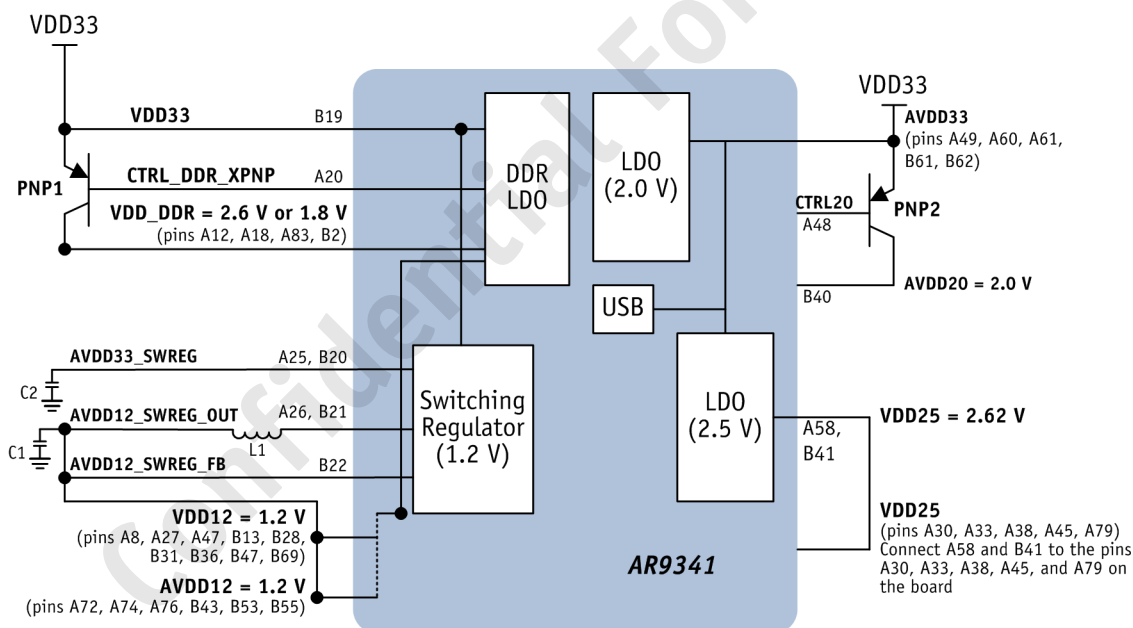 Confidential For
VDD33
VDD33
B19
PNP1
CTRL_DDR_XPNP
A20
VDD_DDR = 2.6 V or 1.8 V
(pins A12, A18, A83, B2)
DDR
LDO
LDO
(2.0 V)
USB
VDD33
AVDD33
(pins A49, A60, A61,
B61, B62)
CTRL20
A48
PNP2
B40
AVDD20 = 2.0 V
AVDD33_SWREG
A25, B20
C2
AVDD12_SWREG_OUT
A26, B21
C1
L1
AVDD12_SWREG_FB
B22
Switching
Regulator
(1.2 V)
LDO
(2.5 V)
A58,
B41
VDD25 = 2.62 V
VDD12 = 1.2 V
(pins A8, A27, A47, B13, B28,
B31, B36, B47, B69)
AVDD12 = 1.2 V
(pins A72, A74, A76, B43, B53, B55)
VDD25
(pins A30, A33, A38, A45, A79)
Connect A58 and B41 to the pins
A30, A33, A38, A45, and A79 on
the board
AR9341